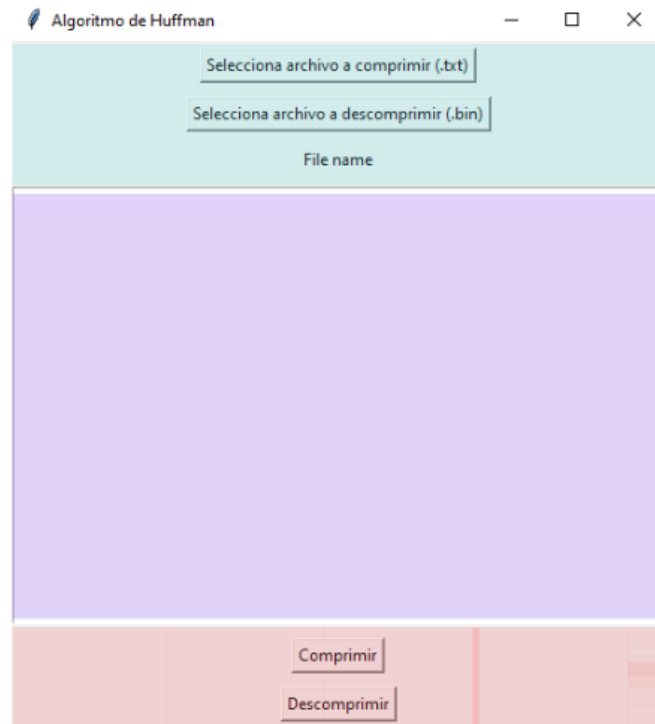 Algoritmo de Huffman
Selecciona archivo a comprimir (.txt)
Selecciona archivo a descomprimir (.bin)
File name
Comprimir
Descomprimir